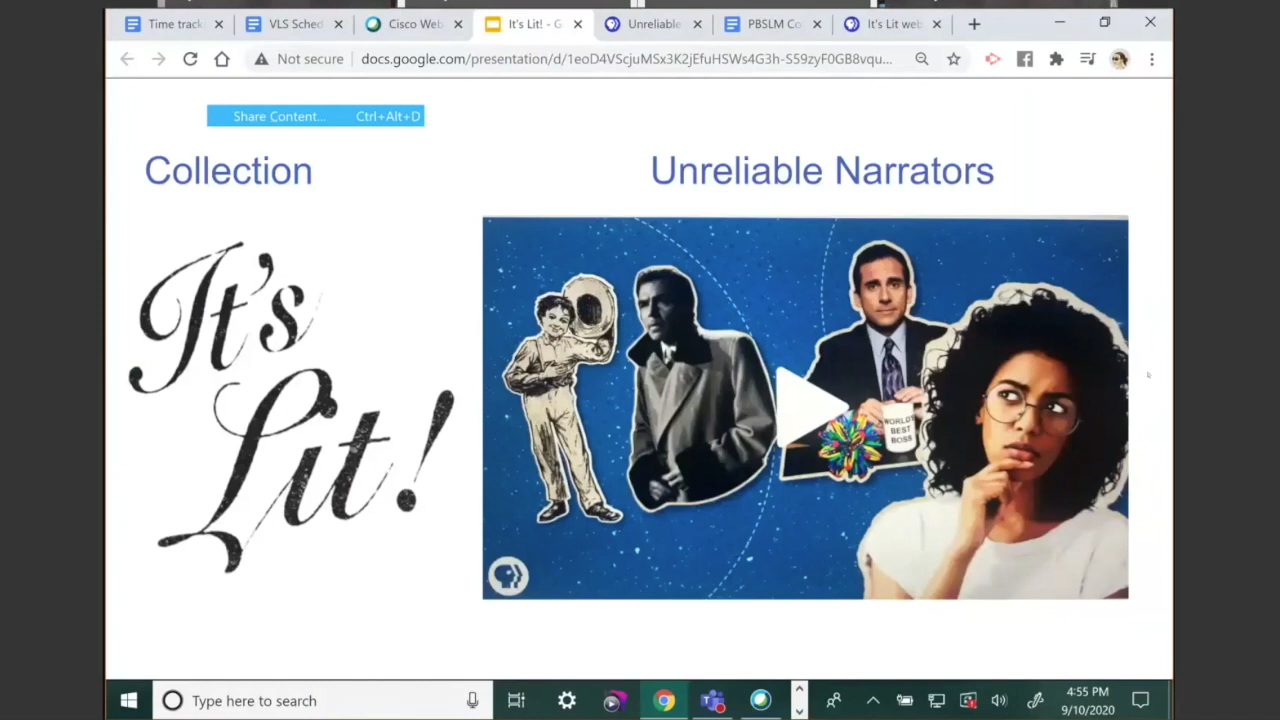 Time track
VLS Sched
Cisco Web
It's Lit! - G
Unreliable
PBSLM Co
It's Lit web
Not secure
docs.google.com/presentation/d/1eoD4VScjuMSx3K2jEfuHSWs4G3h-S59zyF0GB8vqu...
Share Content... Ctrl+Alt+D
Collection
Unreliable Narrators
It's
Lit!
WORLD'S
BEST
BOSS
Type here to search
4:55 PM
9/10/2020